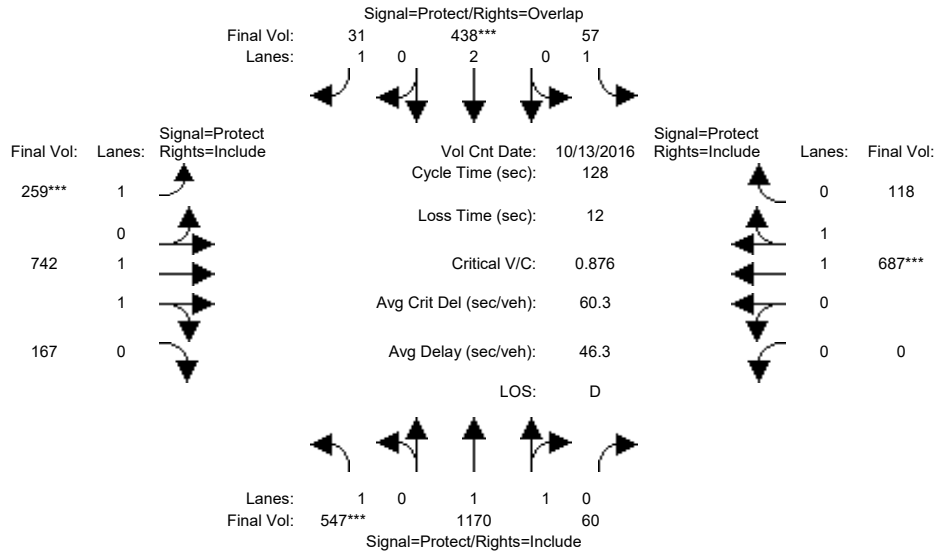 Signal=Protect/Rights=Overlap
Final Vol: 31 438*** 57
Lanes: 1 0 2 0 1
Signal=Protect Signal=Protect
Final Vol: Lanes: Rights=Include Vol Cnt Date: 10/13/2016 Rights=Include Lanes: Final Vol:
Cycle Time (sec): 128
259*** 1 0 118
Loss Time (sec): 12
0 1
742 1 Critical V/C: 0.876 1 687***
1 Avg Crit Del (sec/veh): 60.3 0
167 0 Avg Delay (sec/veh): 46.3 0 0
LOS: D
Lanes: 1 0 1 1 0
Final Vol: 547*** 1170 60
Signal=Protect/Rights=Include